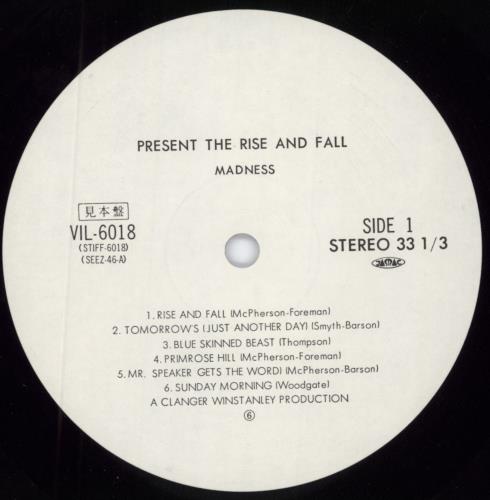 PRESENT THE RISE AND FALL
MADNESS
見本盤
VIL-6018
(STIFF-6018)
(SEEZ-46-A)
SIDE 1
STEREO 33 1/3
JASRAC
1. RISE AND FALL (McPherson-Foreman)
2. TOMORROW'S (JUST ANOTHER DAY) (Smyth-Barson)
3. BLUE SKINNED BEAST (Thompson)
4. PRIMROSE HILL (McPherson-Foreman)
5. MR. SPEAKER GETS THE WORD) (McPherson-Barson)
6. SUNDAY MORNING (Woodgate)
A CLANGER WINSTANLEY PRODUCTION
⑥